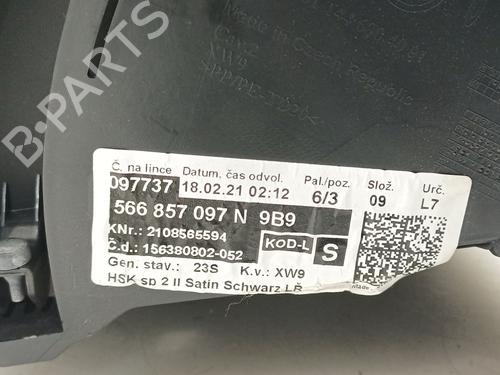 XW9
Made in Czech Republic
Č. na lince Datum, čas odvol. Pal./poz. Slož. Urč.
097737 18.02.21 02:12 6/3 09 L7
566 857 097 N 9B9
KNr.: 2108565594 KOD-L S
Č.d.: 156380802-052
Gen. stav.: 23S K.v.: XW9
HSK sp 2 II Satin Schwarz LŘ
B-PARTS